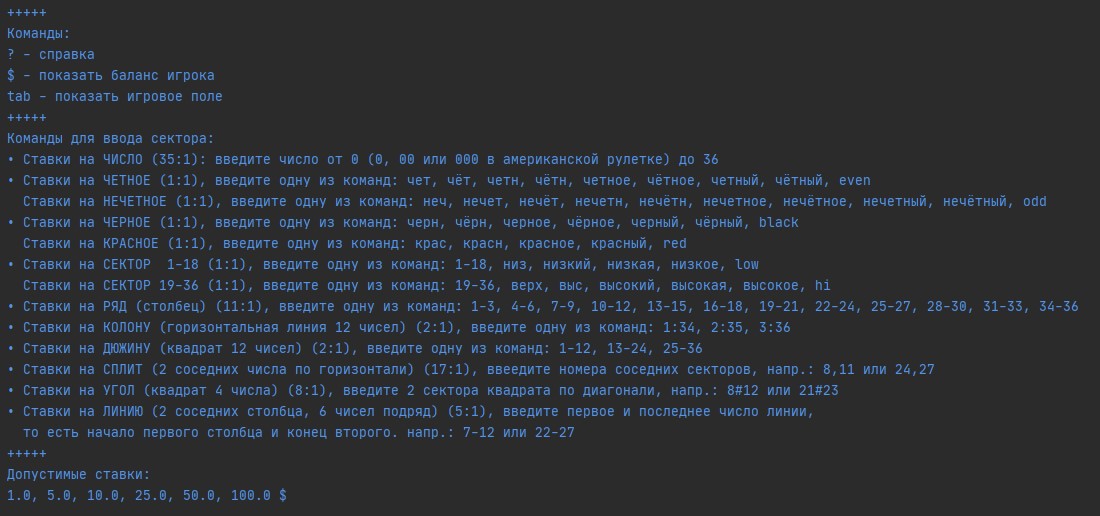 +++++
Команды:
? - справка
$ - показать баланс игрока
tab - показать игровое поле
+++++
Команды для ввода сектора:
• Ставки на ЧИСЛО (35:1): введите число от 0 (0, 00 или 000 в американской рулетке) до 36
• Ставки на ЧЕТНОЕ (1:1), введите одну из команд: чет, чёт, четн, чётн, четное, чётное, четный, чётный, even
  Ставки на НЕЧЕТНОЕ (1:1), введите одну из команд: неч, нечет, нечёт, нечетн, нечётн, нечетное, нечётное, нечетный, нечётный, odd
• Ставки на ЧЕРНОЕ (1:1), введите одну из команд: черн, чёрн, черное, чёрное, черный, чёрный, black
  Ставки на КРАСНОЕ (1:1), введите одну из команд: крас, красн, красное, красный, red
• Ставки на СЕКТОР  1-18 (1:1), введите одну из команд: 1-18, низ, низкий, низкая, низкое, low
  Ставки на СЕКТОР 19-36 (1:1), введите одну из команд: 19-36, верх, выс, высокий, высокая, высокое, hi
• Ставки на РЯД (столбец) (11:1), введите одну из команд: 1-3, 4-6, 7-9, 10-12, 13-15, 16-18, 19-21, 22-24, 25-27, 28-30, 31-33, 34-36
• Ставки на КОЛОНУ (горизонтальная линия 12 чисел) (2:1), введите одну из команд: 1:34, 2:35, 3:36
• Ставки на ДЮЖИНУ (квадрат 12 чисел) (2:1), введите одну из команд: 1-12, 13-24, 25-36
• Ставки на СПЛИТ (2 соседних числа по горизонтали) (17:1), ввеедите номера соседних секторов, напр.: 8,11 или 24,27
• Ставки на УГОЛ (квадрат 4 числа) (8:1), введите 2 сектора квадрата по диагонали, напр.: 8#12 или 21#23
• Ставки на ЛИНИЮ (2 соседних столбца, 6 чисел подряд) (5:1), введите первое и последнее число линии,
  то есть начало первого столбца и конец второго. напр.: 7-12 или 22-27
+++++
Допустимые ставки:
1.0, 5.0, 10.0, 25.0, 50.0, 100.0 $